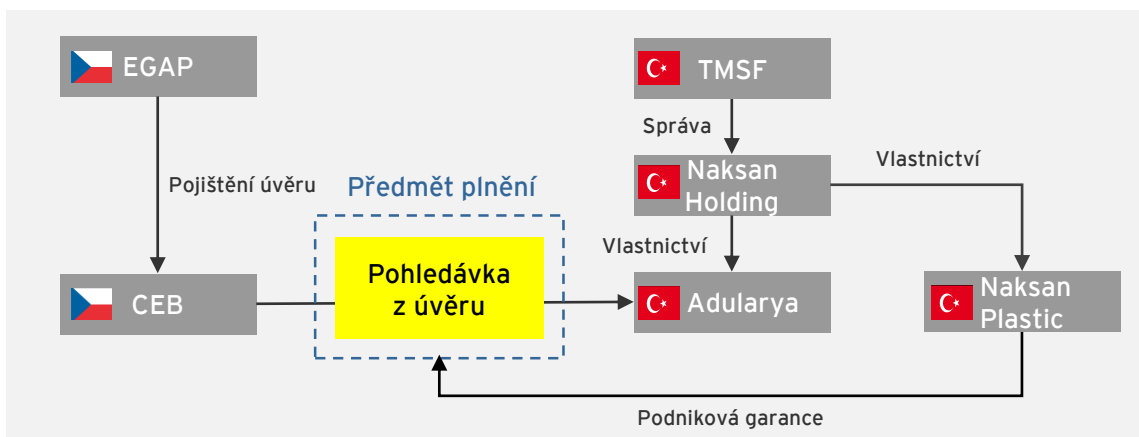 EGAP
TMSF
Správa
Pojištění úvěru
Předmět plnění
Naksan
Holding
Vlastnictví
Vlastnictví
CEB
Pohledávka
z úvěru
Adularya
Naksan
Plastic
Podniková garance